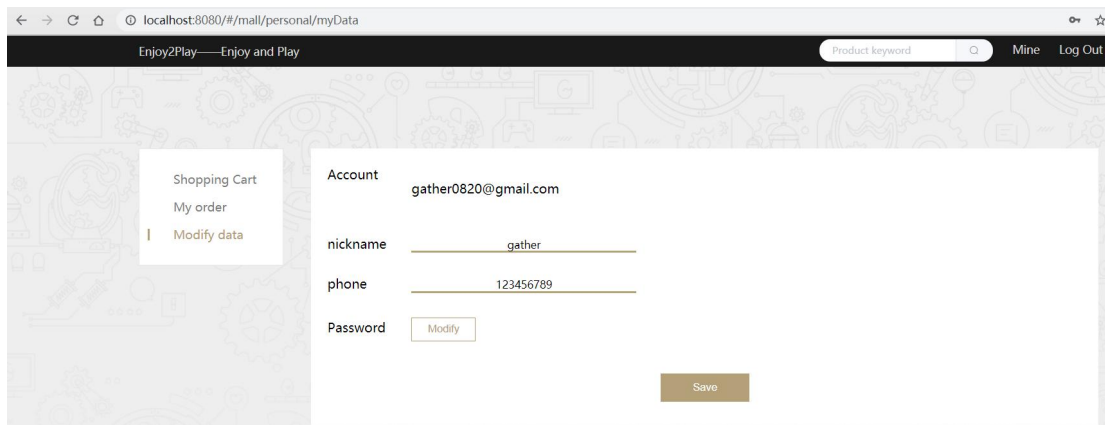 localhost:8080/#/mall/personal/myData
Enjoy2Play——Enjoy and Play
Product keyword
Mine
Log Out
Shopping Cart
My order
Modify data
Account
gather0820@gmail.com
nickname
gather
phone
123456789
Password
Modify
Save